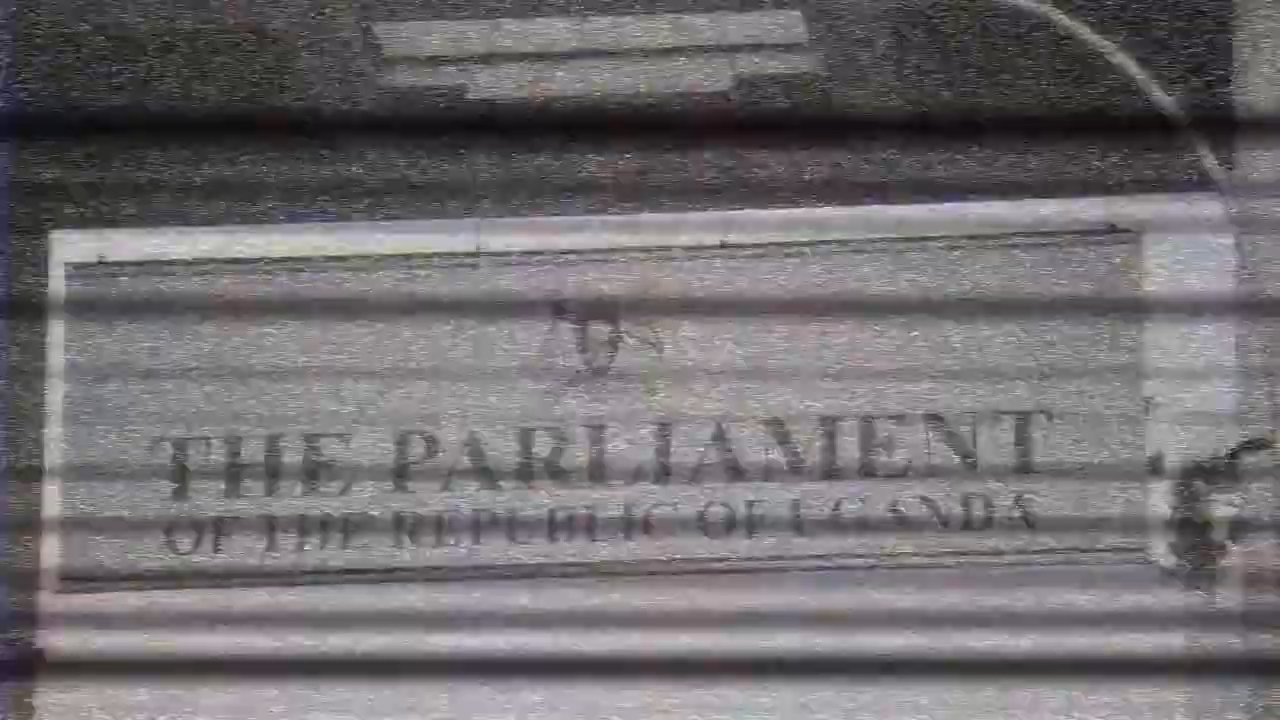 THE PARLIAMENT
OF THE REPUBLIC OF UGANDA